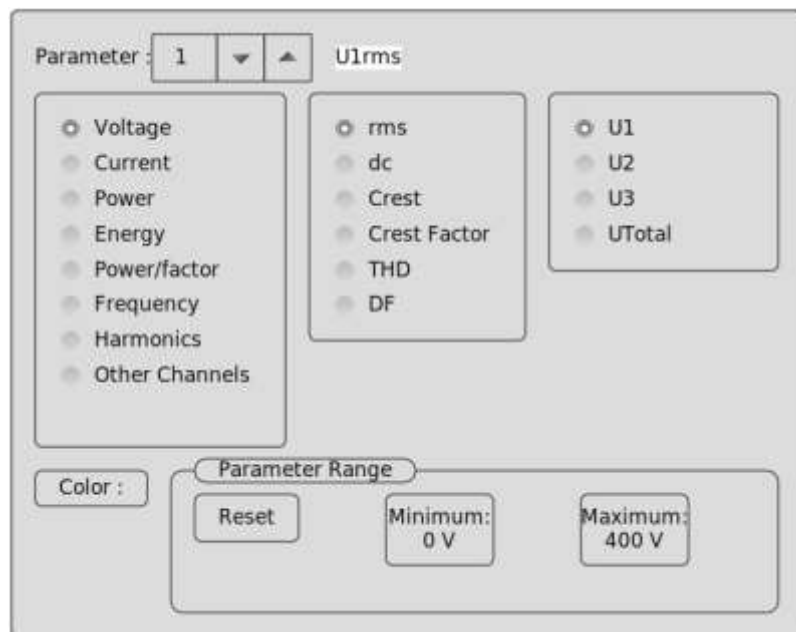 Parameter : 1 U1rms
Voltage
Current
Power
Energy
Power/factor
Frequency
Harmonics
Other Channels
rms
dc
Crest
Crest Factor
THD
DF
U1
U2
U3
UTotal
Color :
Parameter Range
Reset
Minimum:
0 V
Maximum:
400 V